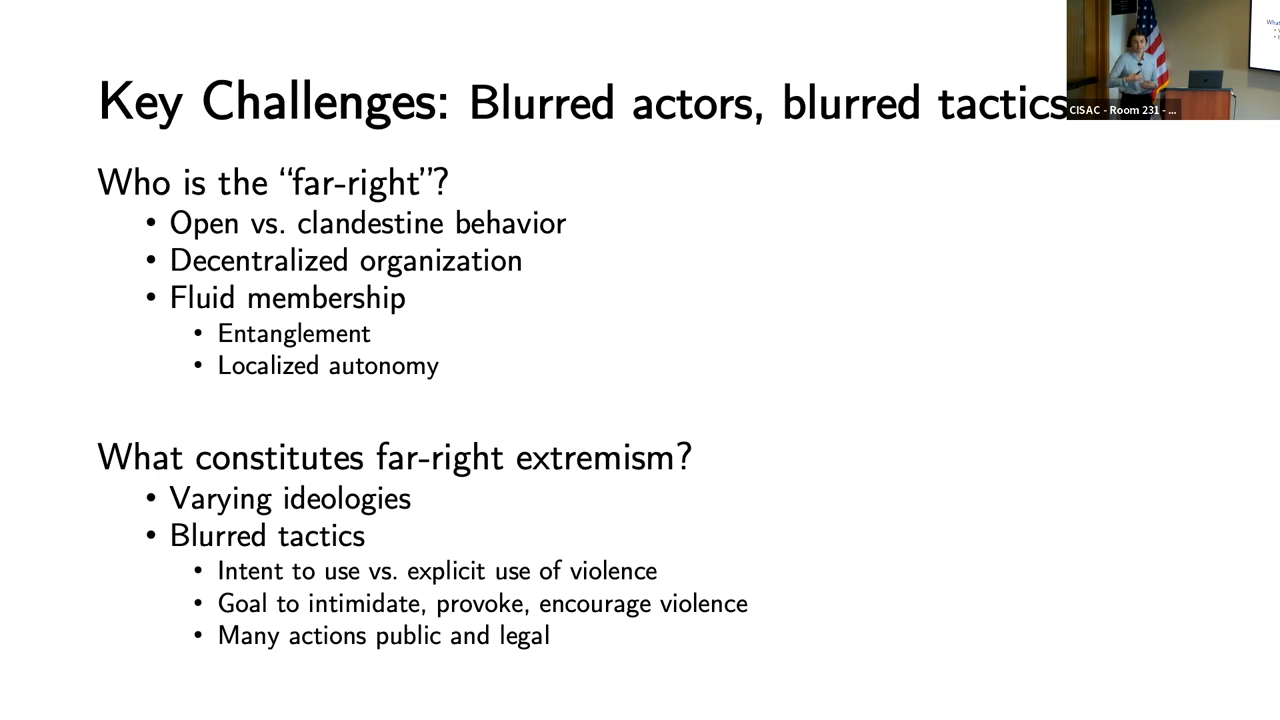 Key Challenges: Blurred actors, blurred tactics
CISAC - Room 231 - ...
Who is the “far-right”?
• Open vs. clandestine behavior
• Decentralized organization
• Fluid membership
• Entanglement
• Localized autonomy
What constitutes far-right extremism?
• Varying ideologies
• Blurred tactics
• Intent to use vs. explicit use of violence
• Goal to intimidate, provoke, encourage violence
• Many actions public and legal